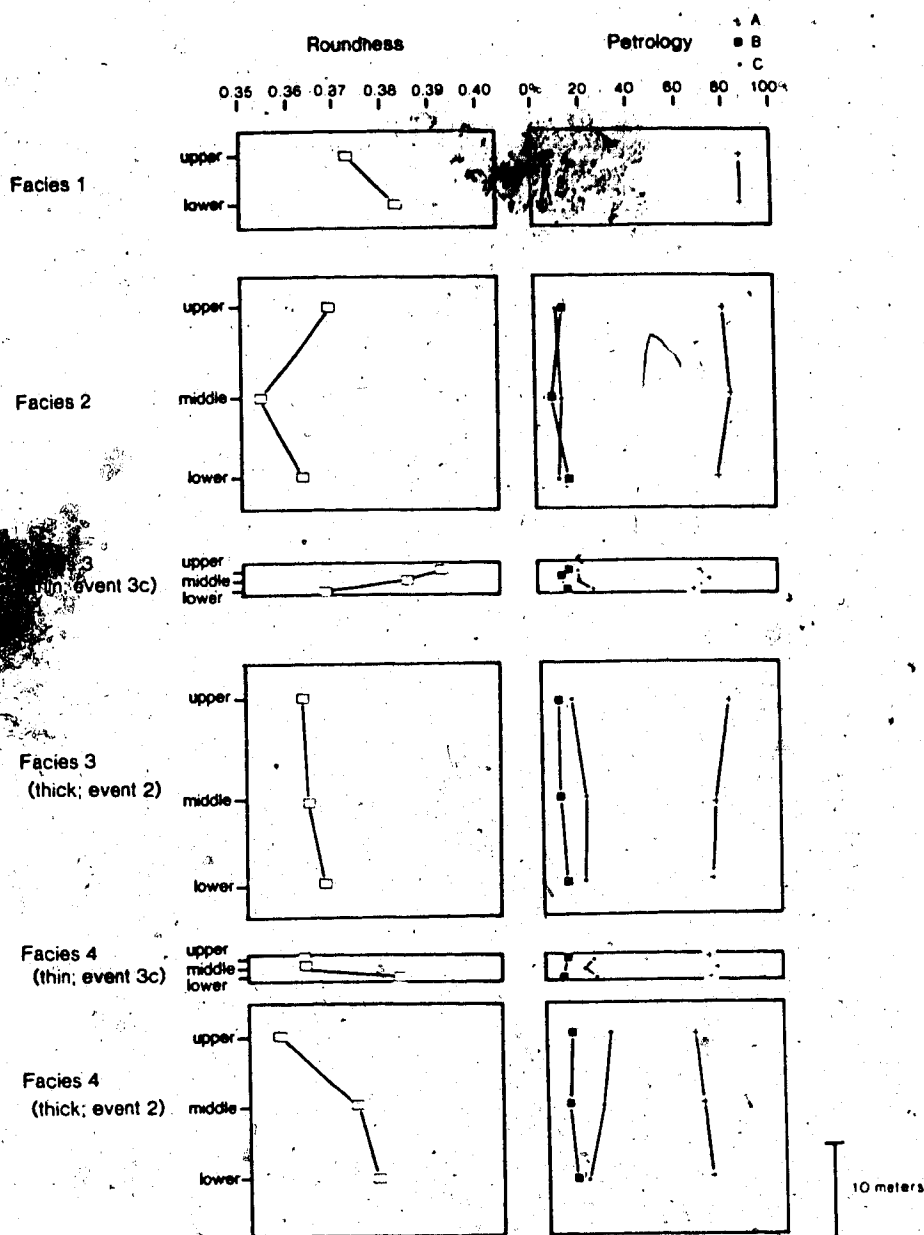 Roundness
Petrology
A
B
C
0.35 0.36 0.37 0.38 0.39 0.40
0% 20 40 60 80 100%
Facies 1
upper
lower
Facies 2
upper
middle
lower
3
event 3c)
upper
middle
lower
Facies 3
(thick; event 2)
upper
middle
lower
Facies 4
(thin; event 3c)
upper
middle
lower
Facies 4
(thick; event 2)
upper
middle
lower
10 meters